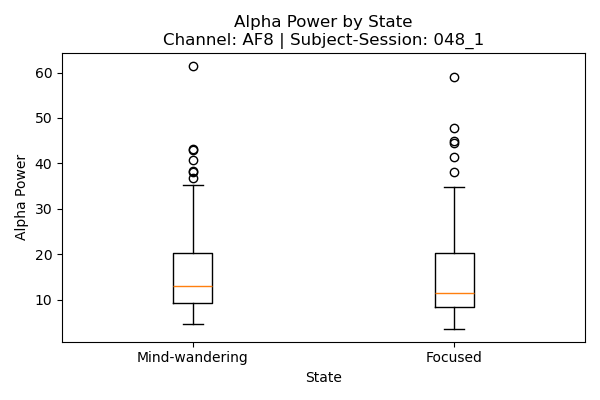 Alpha Power by State
Channel: AF8 | Subject-Session: 048_1
60
50
40
30
20
10
Alpha Power
Mind-wandering
Focused
State